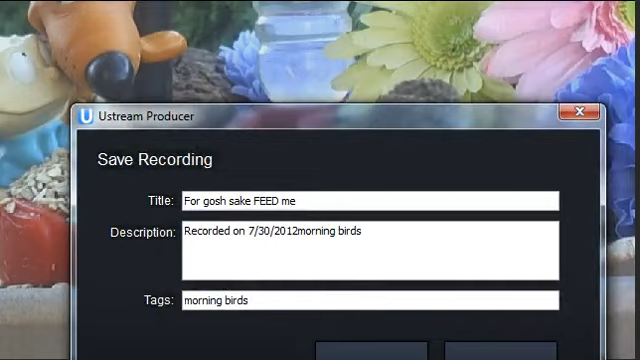 U Ustream Producer
Save Recording
Title: For gosh sake FEED me
Description: Recorded on 7/30/2012morning birds
Tags: morning birds